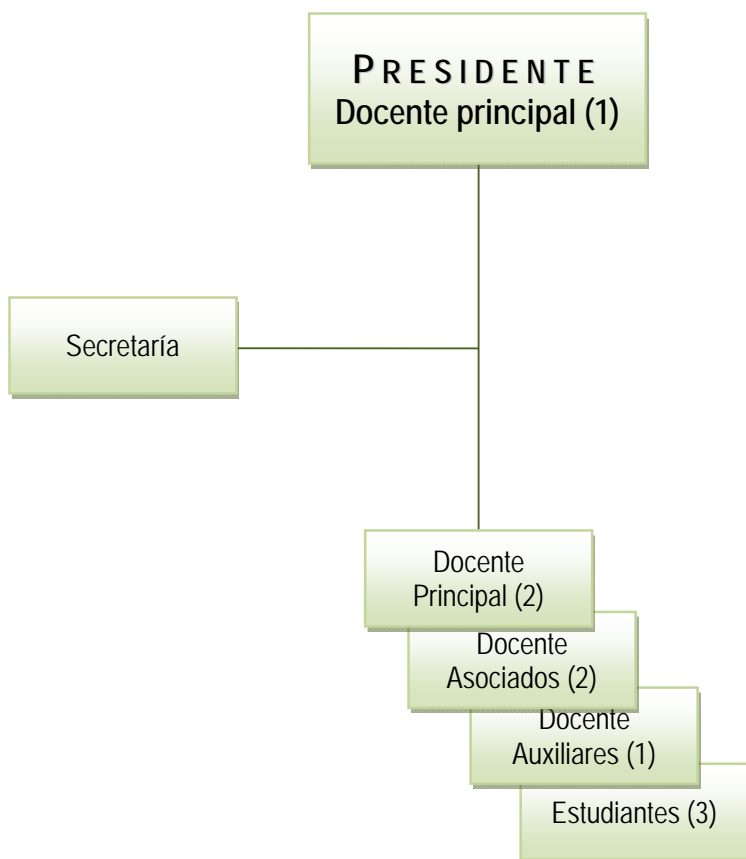 PRESIDENTE
Docente principal (1)
Secretaría
Docente
Principal (2)
Docente
Asociados (2)
Docente
Auxiliares (1)
Estudiantes (3)